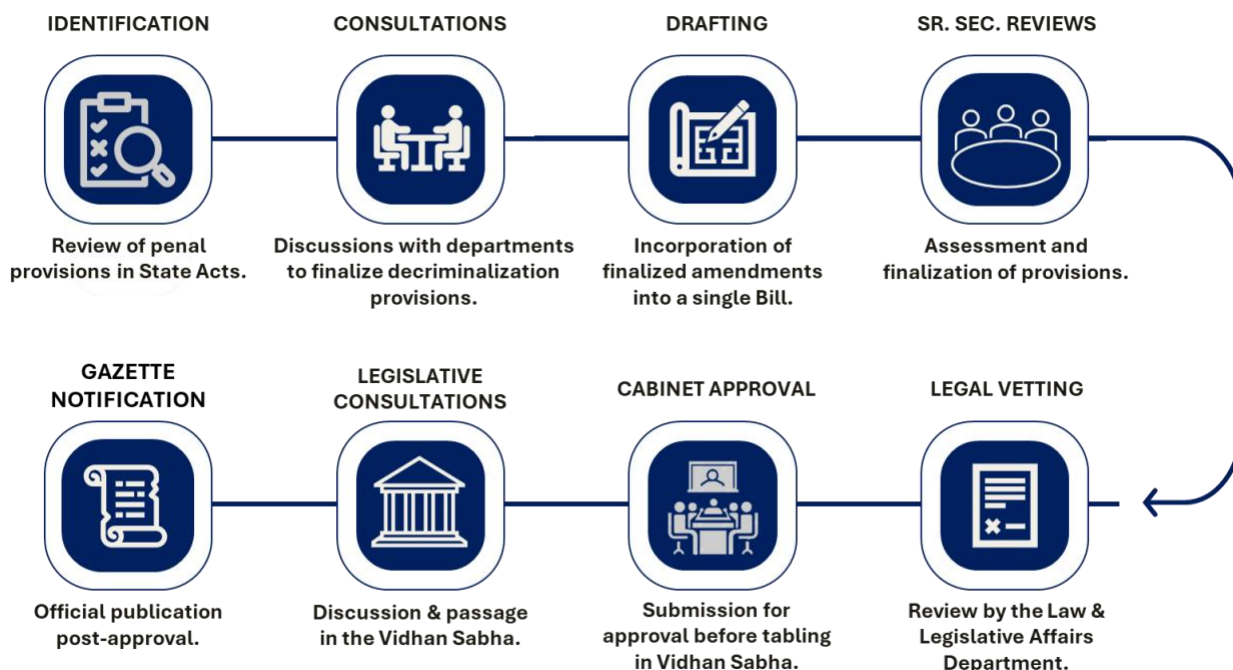 IDENTIFICATION
Review of penal
provisions in State Acts.
CONSULTATIONS
Discussions with departments
to finalize decriminalization
provisions.
DRAFTING
Incorporation of
finalized amendments
into a single Bill.
SR. SEC. REVIEWS
Assessment and
finalization of provisions.
LEGAL VETTING
Review by the Law &
Legislative Affairs
Department.
CABINET APPROVAL
Submission for
approval before tabling
in Vidhan Sabha.
LEGISLATIVE
CONSULTATIONS
Discussion & passage
in the Vidhan Sabha.
GAZETTE
NOTIFICATION
Official publication
post-approval.